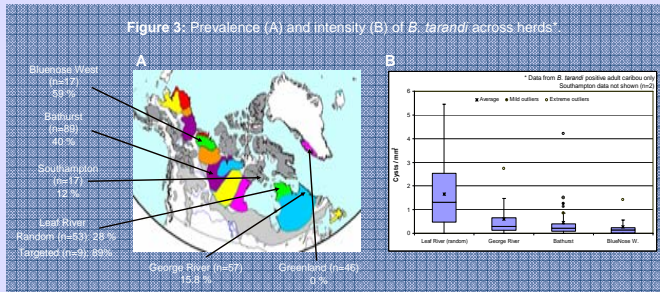 Figure 3: Prevalence (A) and intensity (B) of B. tarandi across herds*.
A
Bluenose West
(n=17)
59 %
Bathurst
(n=89)
40 %
Southampton
(n=17)
12 %
Leaf River
Random (n=53): 28 %
Targeted (n=9): 89%
George River (n=57)
15.8 %
Greenland (n=46)
0 %
B
* Data from B. tarandi positive adult caribou only
Southampton data not shown (n=2)
Average
Mild outliers
Extreme outliers
Cysts / mm²
6
5
4
3
2
1
0
Leaf River (random)
George River
Bathurst
BlueNose W.